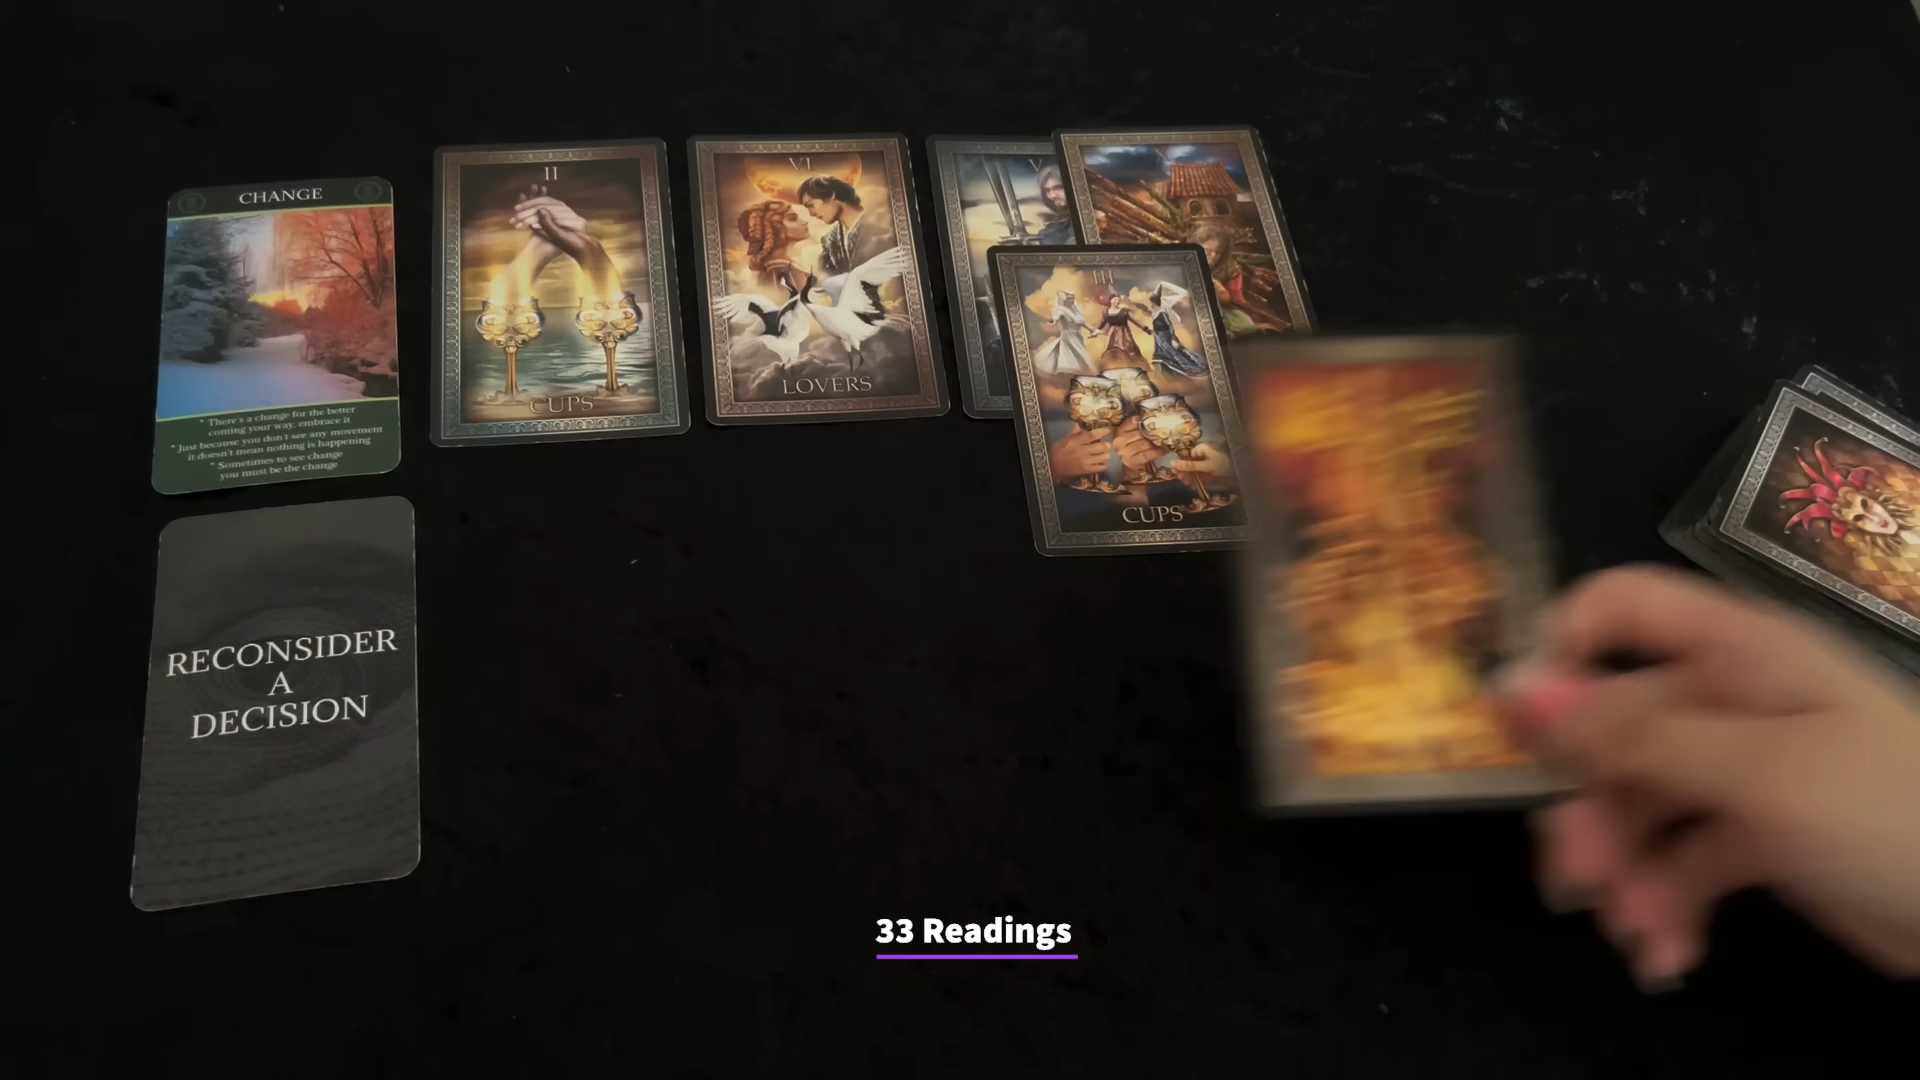 CHANGE
* There's a change for the better
coming your way, embrace it
* Just because you don't see any movement
it doesn't mean nothing is happening
* Sometimes to see change
you must be the change
RECONSIDER
A
DECISION
II
CUPS
VI
LOVERS
V
III
CUPS
33 Readings